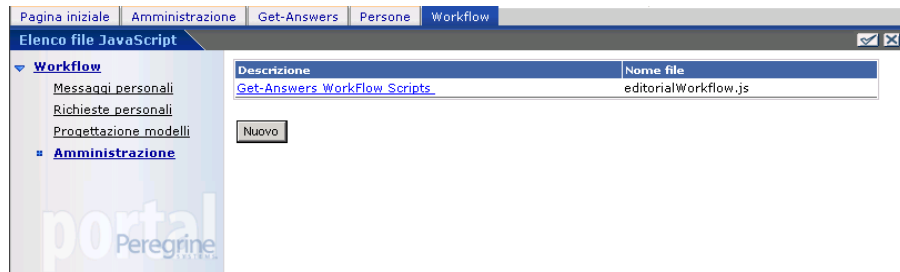 Pagina iniziale Amministrazione Get-Answers Persone Workflow
Elenco file JavaScript
Workflow
Messaggi personali
Richieste personali
Progettazione modelli
Amministrazione
Descrizione Nome file
Get-Answers WorkFlow Scripts editorialWorkflow.js
Nuovo
portal
Peregrine
SYSTEMS